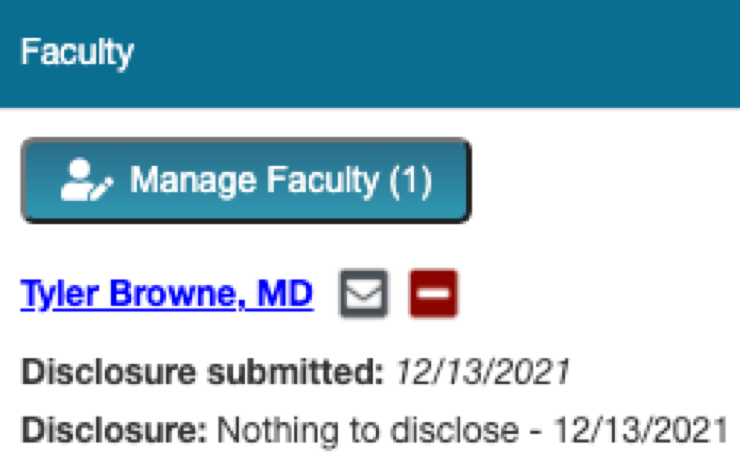 Faculty
Manage Faculty (1)
Tyler Browne, MD
Disclosure submitted: 12/13/2021
Disclosure: Nothing to disclose - 12/13/2021